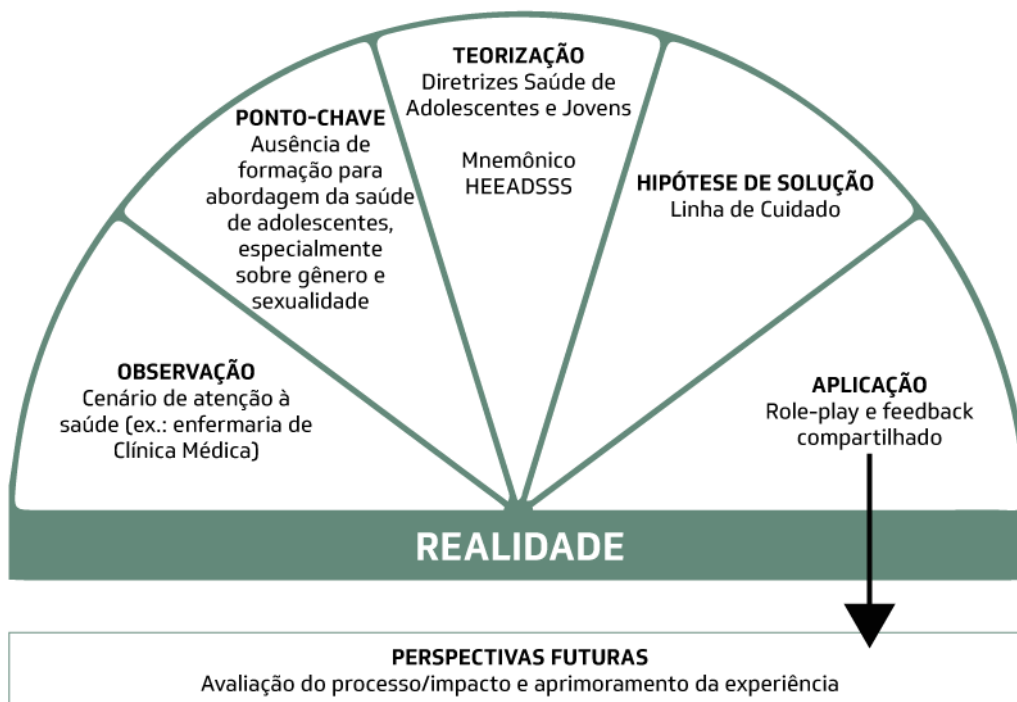 OBSERVAÇÃO
Cenário de atenção à
saúde (ex.: enfermaria de
Clínica Médica)
PONTO-CHAVE
Ausência de
formação para
abordagem da saúde
de adolescentes,
especialmente
sobre gênero e
sexualidade
TEORIZAÇÃO
Diretrizes Saúde de
Adolescentes e Jovens
Mnemônico
HEEADSSS
HIPÓTESE DE SOLUÇÃO
Linha de Cuidado
APLICAÇÃO
Role-play e feedback
compartilhado
REALIDADE
PERSPECTIVAS FUTURAS
Avaliação do processo/impacto e aprimoramento da experiência